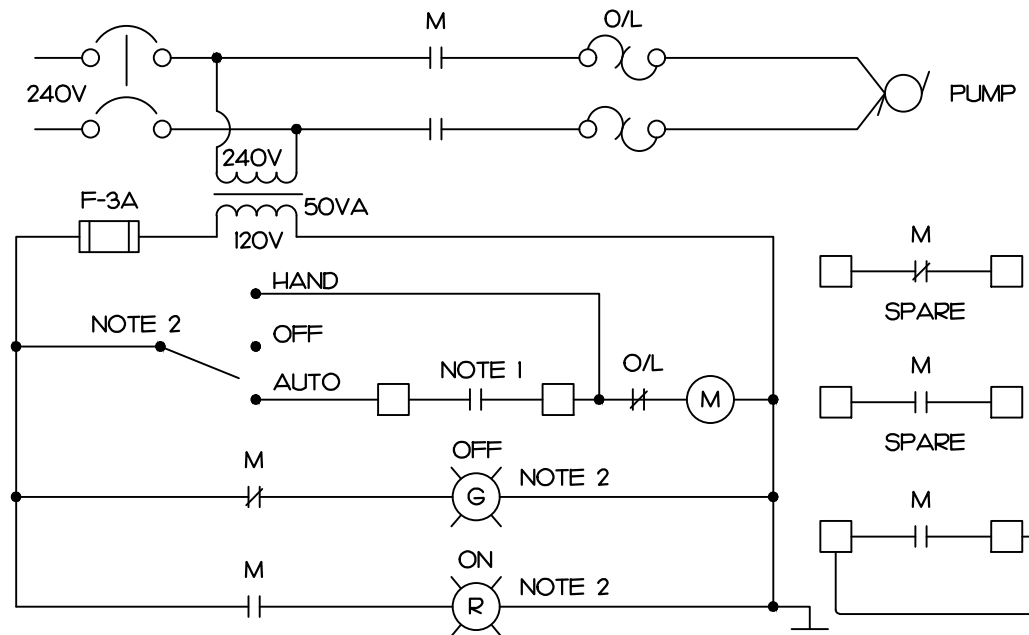 M
O/L
240V
PUMP
240V
50VA
F-3A
120V
M
HAND
SPARE
NOTE 2
OFF
AUTO
NOTE 1
O/L
M
M
SPARE
M
OFF
G
NOTE 2
M
M
ON
R
NOTE 2